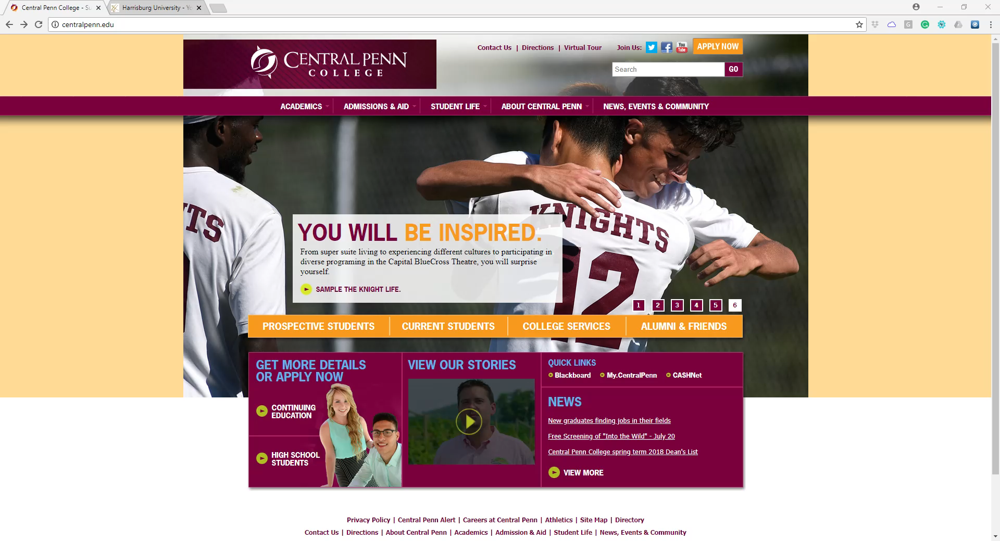 Central Penn College - Su
Harrisburg University - Yo
centralpenn.edu
CENTRAL PENN
COLLEGE
Contact Us | Directions | Virtual Tour
Join Us:
You
Tube
APPLY NOW
Search
GO
ACADEMICS
ADMISSIONS & AID
STUDENT LIFE
ABOUT CENTRAL PENN
NEWS, EVENTS & COMMUNITY
TS
KNIGHTS
12
YOU WILL BE INSPIRED.
From super suite living to experiencing different cultures to participating in
diverse programing in the Capital BlueCross Theatre, you will surprise
yourself.
SAMPLE THE KNIGHT LIFE.
1 2 3 4 5 6
PROSPECTIVE STUDENTS
CURRENT STUDENTS
COLLEGE SERVICES
ALUMNI & FRIENDS
GET MORE DETAILS
OR APPLY NOW
CONTINUING
EDUCATION
HIGH SCHOOL
STUDENTS
VIEW OUR STORIES
QUICK LINKS
Blackboard
My.CentralPenn
CASHNet
NEWS
New graduates finding jobs in their fields
Free Screening of "Into the Wild" - July 20
Central Penn College spring term 2018 Dean's List
VIEW MORE
Privacy Policy | Central Penn Alert | Careers at Central Penn | Athletics | Site Map | Directory
Contact Us | Directions | About Central Penn | Academics | Admission & Aid | Student Life | News, Events & Community